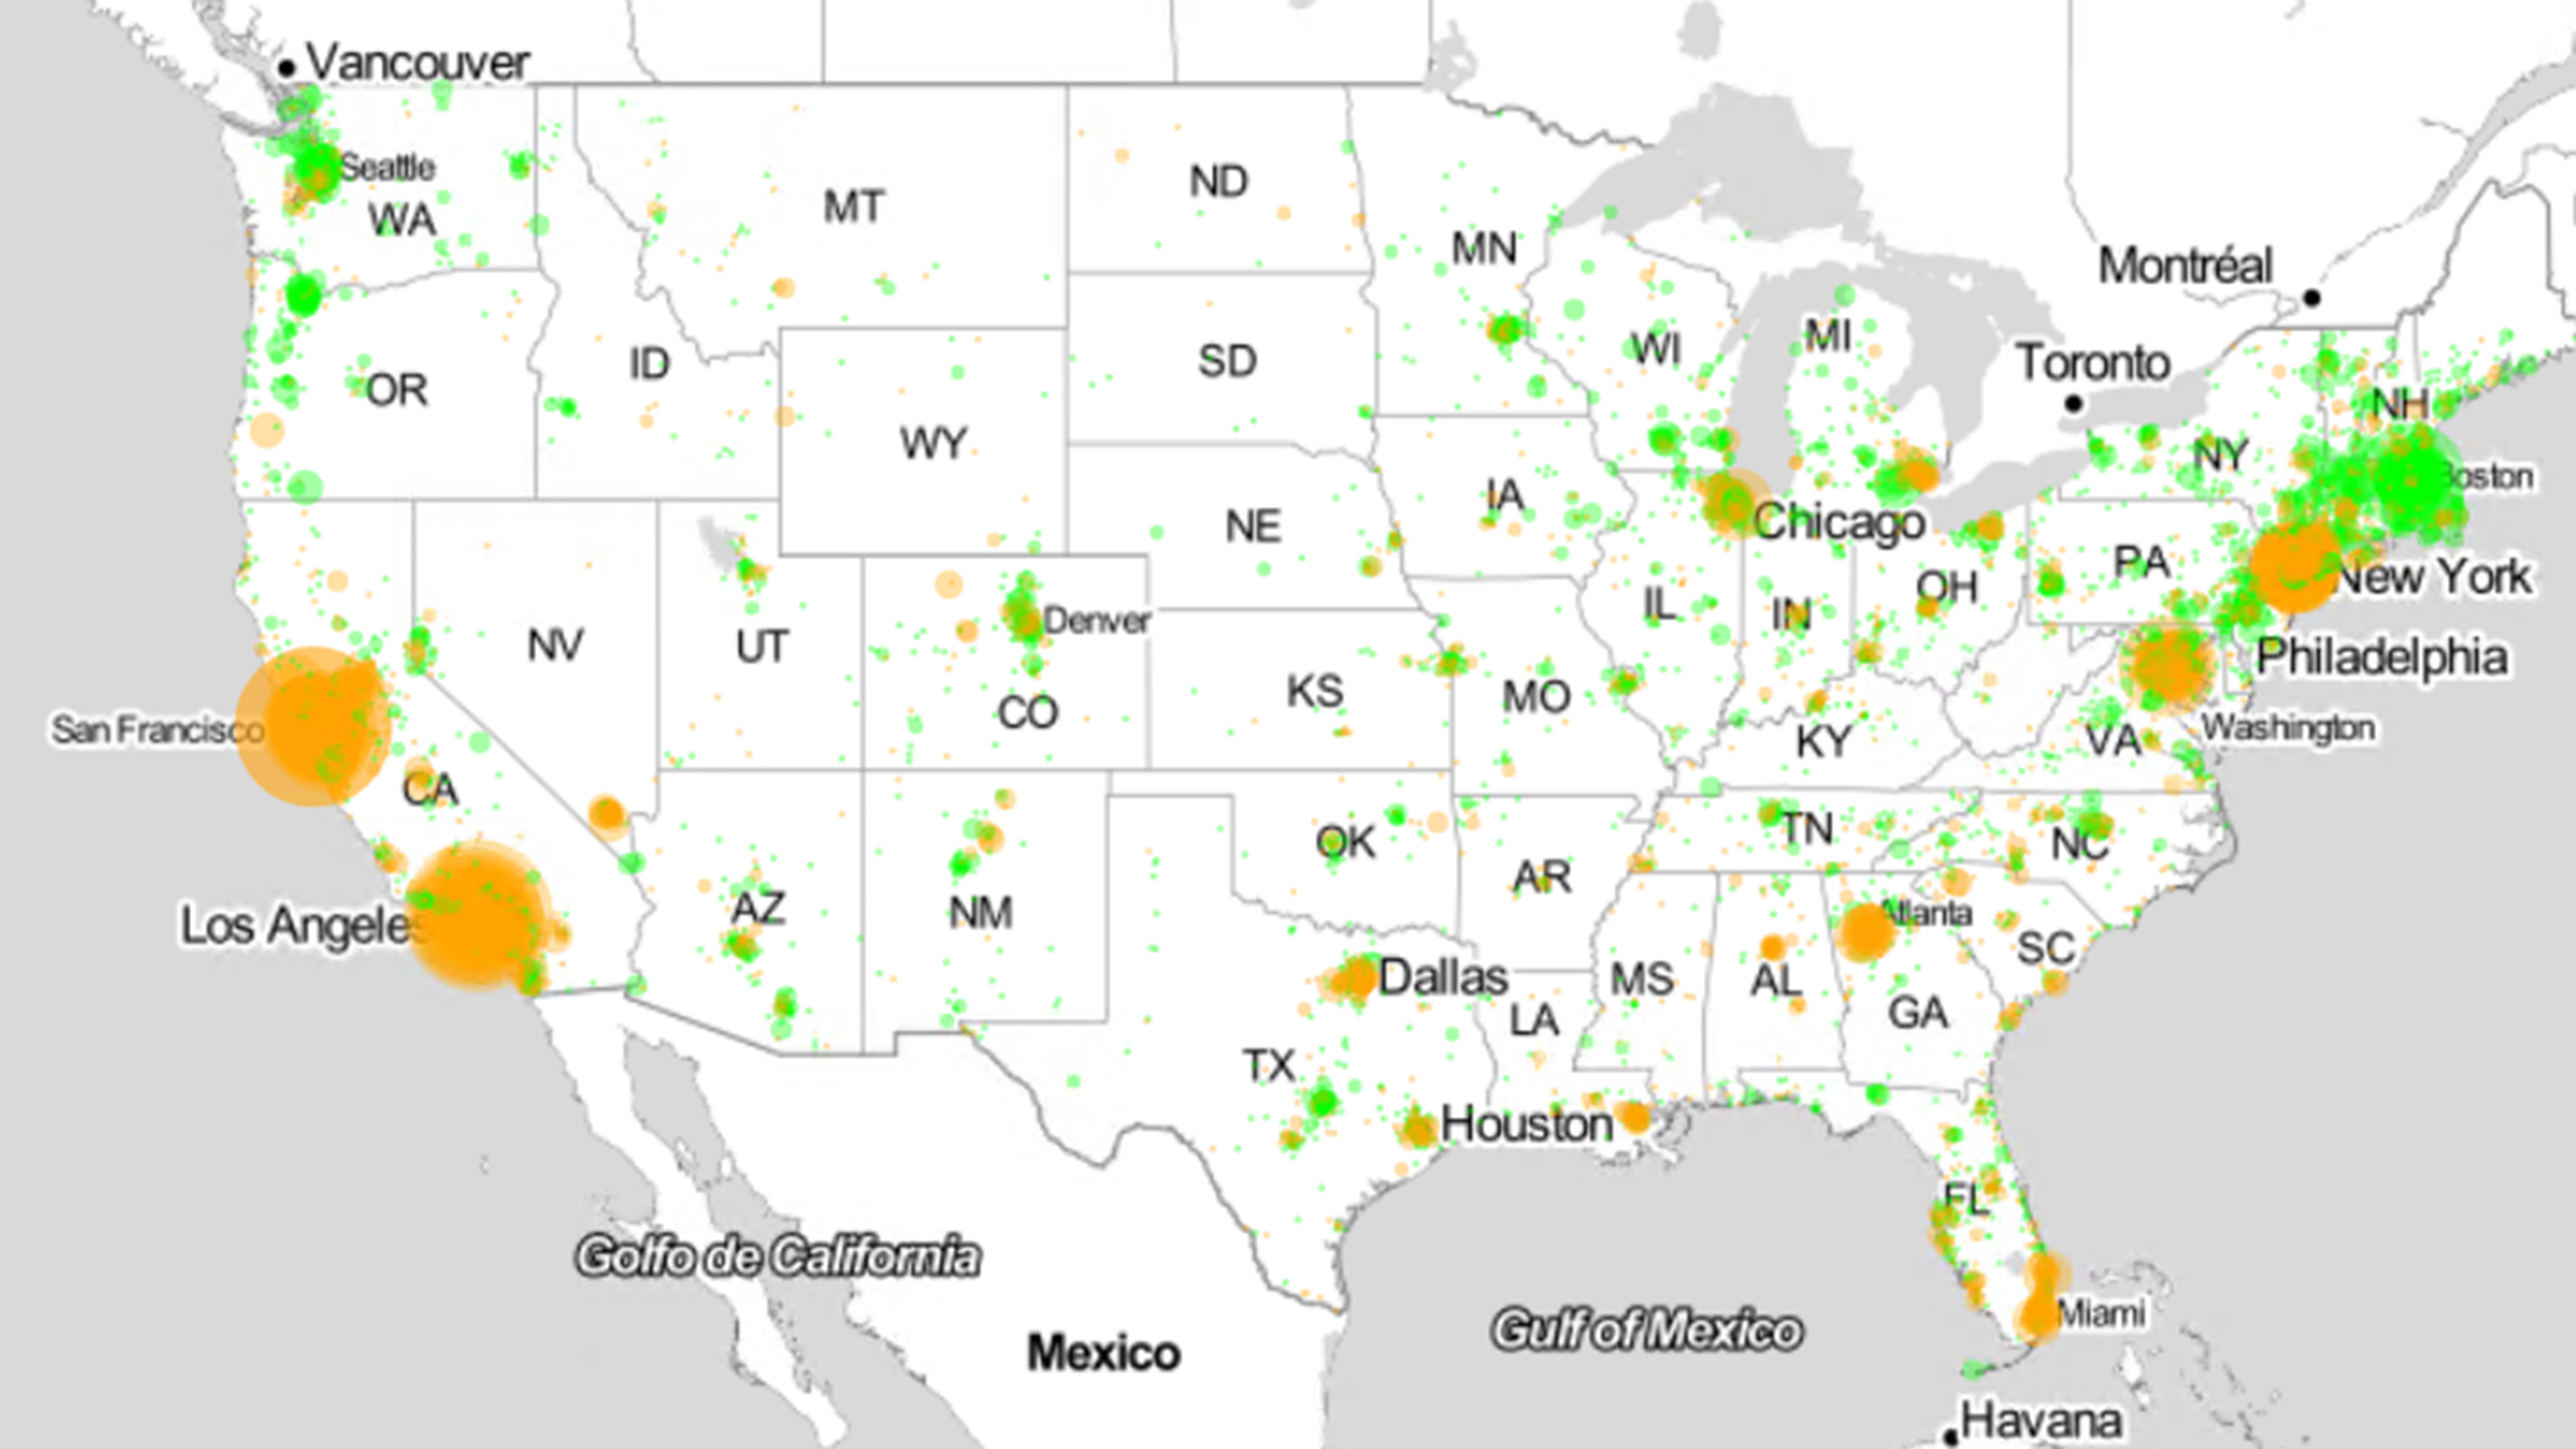 Vancouver
Seattle
WA
MT
ND
MN
Montréal
OR
ID
SD
WI
MI
Toronto
NH
WY
NY
Boston
IA
NE
Chicago
PA
New York
OH
IL
IN
Denver
NV
UT
Philadelphia
KS
MO
CO
San Francisco
KY
VA
Washington
CA
TN
OK
NC
AR
AZ
NM
Los Angeles
Atlanta
SC
Dallas
MS
AL
LA
GA
TX
Houston
FL
Golfo de California
Miami
Gulf of Mexico
Mexico
Havana